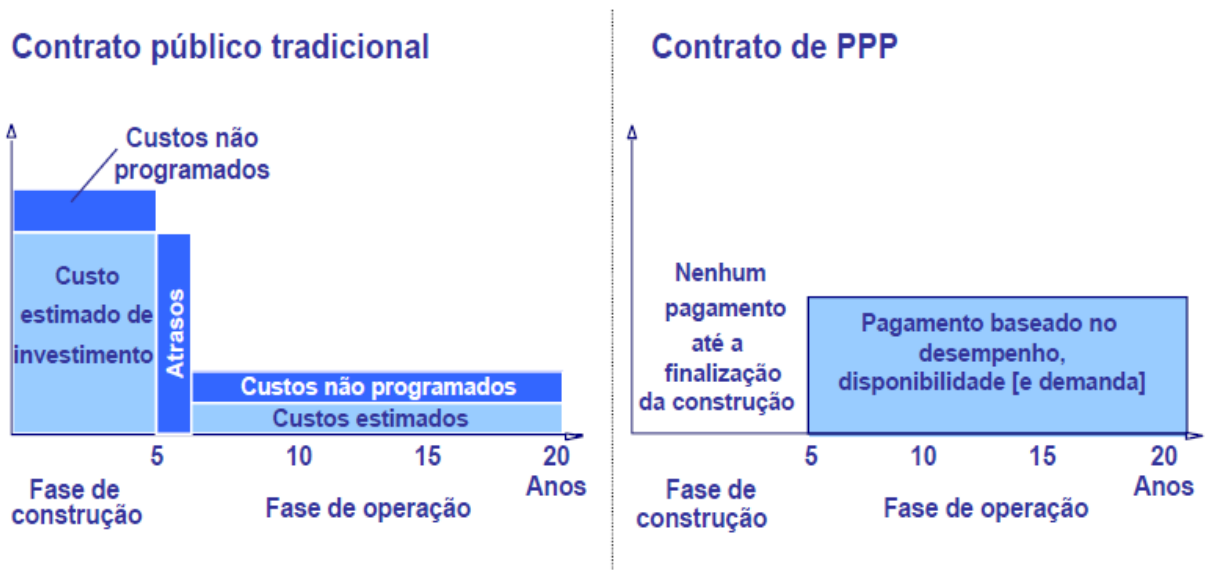 Contrato público tradicional
Custos não
programados
Custo
estimado de
investimento
Atrasos
Custos não programados
Custos estimados
5
10
15
20
Anos
Fase de
construção
Fase de operação
Contrato de PPP
Nenhum
pagamento
até a
finalização
da construção
Pagamento baseado no
desempenho,
disponibilidade [e demanda]
5
10
15
20
Anos
Fase de
construção
Fase de operação